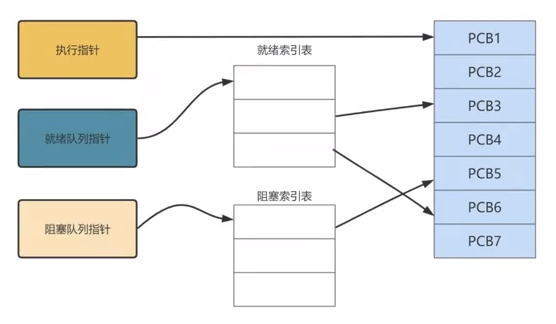 执行指针
就绪队列指针
阻塞队列指针
就绪索引表
阻塞索引表
PCB1
PCB2
PCB3
PCB4
PCB5
PCB6
PCB7